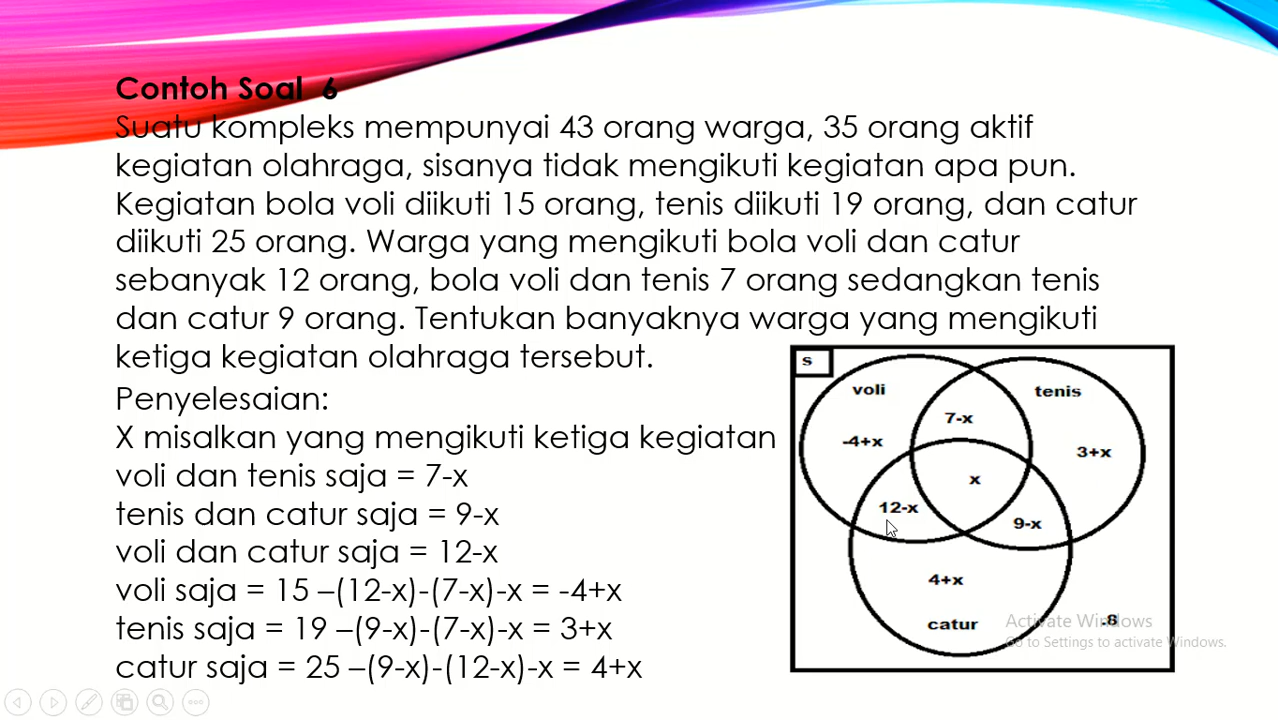 Contoh Soal 6
Suatu kompleks mempunyai 43 orang warga, 35 orang aktif
kegiatan olahraga, sisanya tidak mengikuti kegiatan apa pun.
Kegiatan bola voli diikuti 15 orang, tenis diikuti 19 orang, dan catur
diikuti 25 orang. Warga yang mengikuti bola voli dan catur
sebanyak 12 orang, bola voli dan tenis 7 orang sedangkan tenis
dan catur 9 orang. Tentukan banyaknya warga yang mengikuti
ketiga kegiatan olahraga tersebut.
Penyelesaian:
X misalkan yang mengikuti ketiga kegiatan
voli dan tenis saja = 7-x
tenis dan catur saja = 9-x
voli dan catur saja = 12-x
voli saja = 15 –(12-x)-(7-x)-x = -4+x
tenis saja = 19 –(9-x)-(7-x)-x = 3+x
catur saja = 25 –(9-x)-(12-x)-x = 4+x
s
voli
tenis
7-x
-4+x
3+x
x
12-x
9-x
4+x
catur
.8
Activate Windows
Go to Settings to activate Windows.